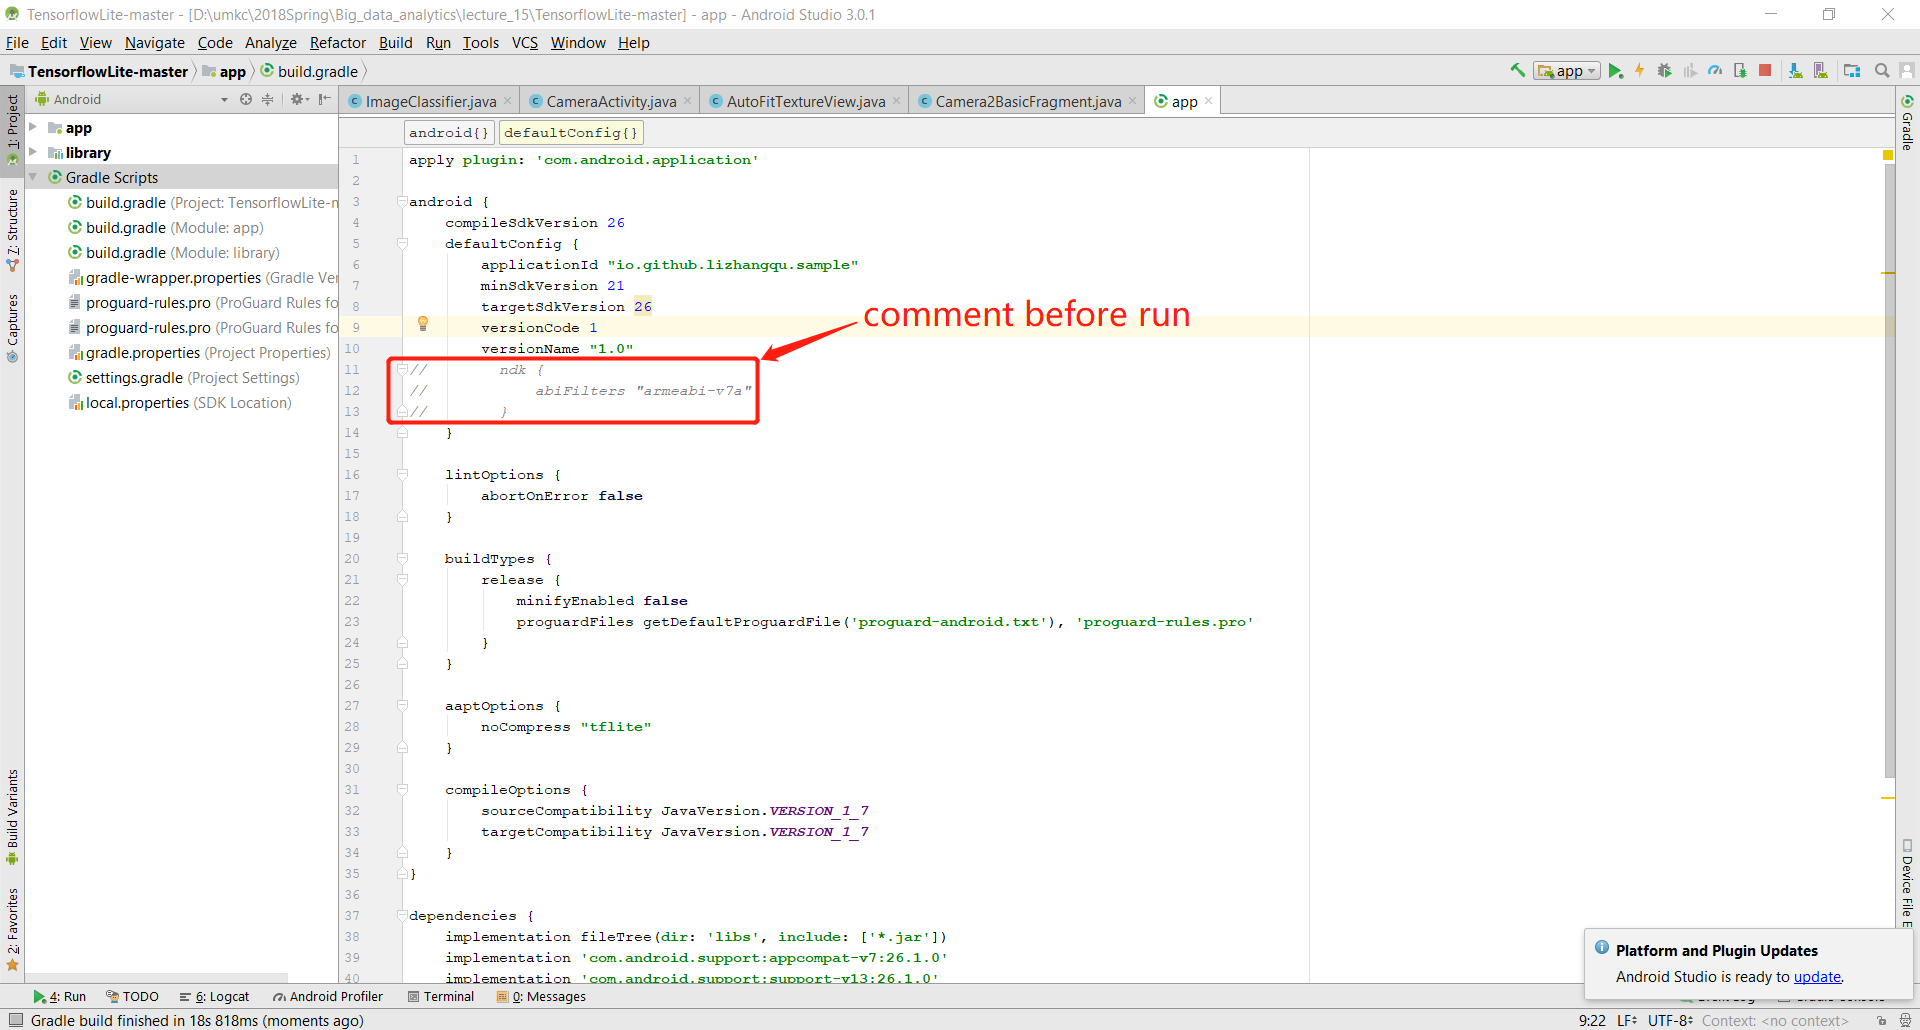 TensorflowLite-master - [D:\umkc\2018Spring\Big_data_analytics\lecture_15\TensorflowLite-master] - app - Android Studio 3.0.1
File Edit View Navigate Code Analyze Refactor Build Run Tools VCS Window Help
TensorflowLite-master app build.gradle
app
Android
ImageClassifier.java CameraActivity.java AutoFitTextureView.java Camera2BasicFragment.java app
1: Project
7: Structure
Captures
Build Variants
2: Favorites
app
library
Gradle Scripts
build.gradle (Project: TensorflowLite-m
build.gradle (Module: app)
build.gradle (Module: library)
gradle-wrapper.properties (Gradle Ver
proguard-rules.pro (ProGuard Rules fo
proguard-rules.pro (ProGuard Rules fo
gradle.properties (Project Properties)
settings.gradle (Project Settings)
local.properties (SDK Location)
android{} defaultConfig{}
1 apply plugin: 'com.android.application'
2
3 android {
4 compileSdkVersion 26
5 defaultConfig {
6 applicationId "io.github.lizhangqu.sample"
7 minSdkVersion 21
8 targetSdkVersion 26
9 versionCode 1
10 versionName "1.0"
11 // ndk {
12 // abiFilters "armeabi-v7a"
13 // }
14 }
15
16 lintOptions {
17 abortOnError false
18 }
19
20 buildTypes {
21 release {
22 minifyEnabled false
23 proguardFiles getDefaultProguardFile('proguard-android.txt'), 'proguard-rules.pro'
24 }
25 }
26
27 aaptOptions {
28 noCompress "tflite"
29 }
30
31 compileOptions {
32 sourceCompatibility JavaVersion.VERSION_1_7
33 targetCompatibility JavaVersion.VERSION_1_7
34 }
35 }
36
37 dependencies {
38 implementation fileTree(dir: 'libs', include: ['*.jar'])
39 implementation 'com.android.support:appcompat-v7:26.1.0'
40 implementation 'com.android.support:support-v13:26.1.0'
comment before run
Gradle
Device File E
Platform and Plugin Updates
Android Studio is ready to update.
4: Run TODO 6: Logcat Android Profiler Terminal 0: Messages
Gradle build finished in 18s 818ms (moments ago)
9:22 LF UTF-8 Context: <no context>